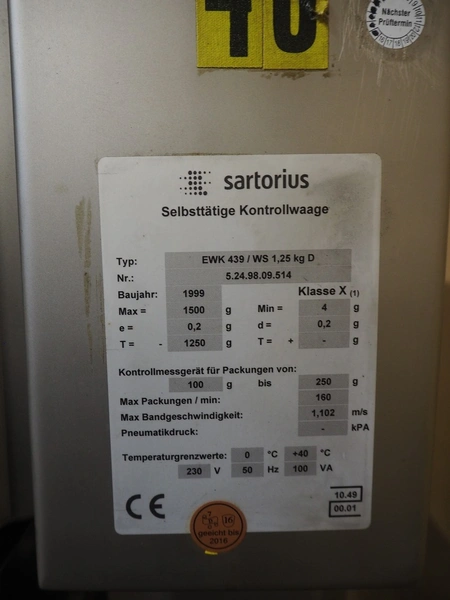 40
Nächster
Prüftermin
sartorius
Selbsttätige Kontrollwaage
Typ: EWK 439 / WS 1,25 kg D
Nr.: 5.24.98.09.514
Baujahr: 1999 Klasse X (1)
Max = 1500 g Min = 4 g
e = 0,2 g d = 0,2 g
T = - 1250 g T = + - g
Kontrollmessgerät für Packungen von:
100 g bis 250 g
Max Packungen / min: 160
Max Bandgeschwindigkeit: 1,102 m/s
Pneumatikdruck: - kPA
Temperaturgrenzwerte: 0 °C +40 °C
230 V 50 Hz 100 VA
10.49
00.01
CE
16
geeicht bis
2016